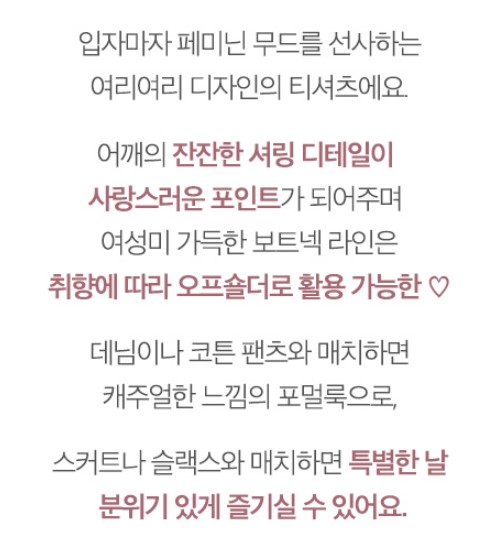 입자마자 페미닌 무드를 선사하는
여리여리 디자인의 티셔츠에요.
어깨의 잔잔한 셔링 디테일이
사랑스러운 포인트가 되어주며
여성미 가득한 보트넥 라인은
취향에 따라 오프숄더로 활용 가능한 ♡
데님이나 코튼 팬츠와 매치하면
캐주얼한 느낌의 포멀룩으로,
스커트나 슬랙스와 매치하면 특별한 날
분위기 있게 즐기실 수 있어요.